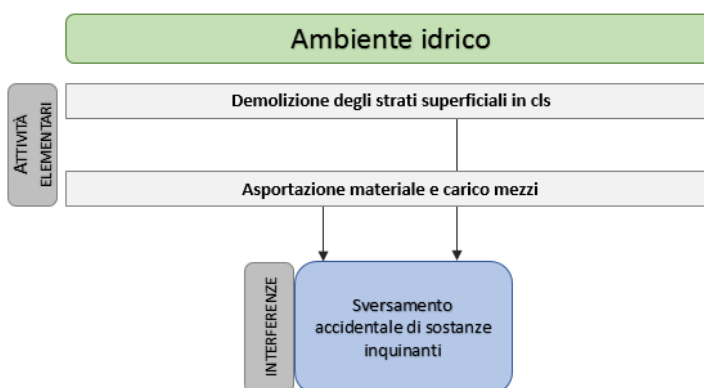 Ambiente idrico
ATTIVITÀ
ELEMENTARI
Demolizione degli strati superficiali in cls
Asportazione materiale e carico mezzi
INTERFERENZE
Sversamento
accidentale di sostanze
inquinanti